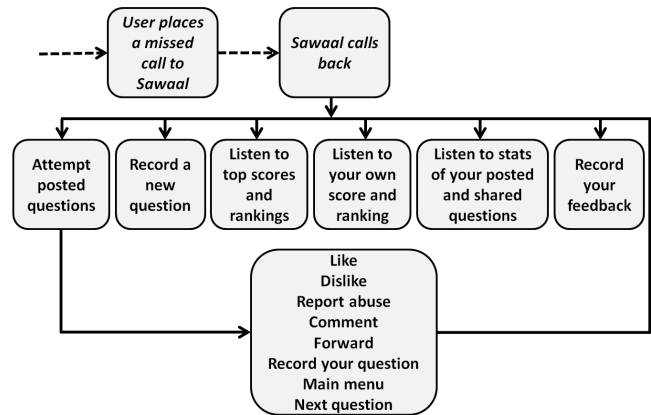 User places
a missed
call to
Sawaal
Sawaal calls
back
Attempt
posted
questions
Record a
new
question
Listen to
top scores
and
rankings
Listen to
your own
score and
ranking
Listen to stats
of your posted
and shared
questions
Record
your
feedback
Like
Dislike
Report abuse
Comment
Forward
Record your question
Main menu
Next question